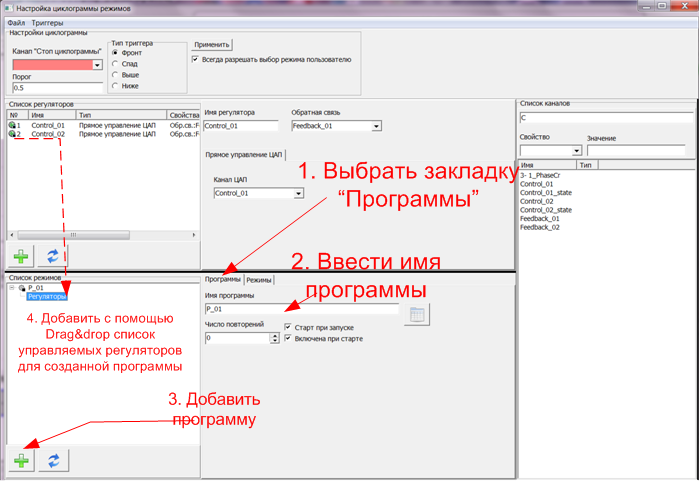 Настройка циклограммы режимов
Файл Триггеры
Настройки циклограммы
Канал "Стоп циклограммы"
Порог
0.5
Тип триггера
Фронт
Спад
Выше
Ниже
Применить
Всегда разрешать выбор режима пользователю
Список регуляторов
№ Имя Тип Свойства
1 Control_01 Прямое управление ЦАП Обр.св.:F
2 Control_02 Прямое управление ЦАП Обр.св.:F
Имя регулятора Обратная связь
Control_01 Feedback_01
Прямое управление ЦАП
Канал ЦАП
Control_01
Список каналов
C
Свойство Значение
Имя Тип
3- 1_PhaseCr
Control_01
Control_01_state
Control_02
Control_02_state
Feedback_01
Feedback_02
1. Выбрать закладку
“Программы”
2. Ввести имя
программы
Список режимов
P_01
Регуляторы
4. Добавить с помощью
Drag&drop список
управляемых регуляторов
для созданной программы
3. Добавить
программу
Программы Режимы
Имя программы
P_01
Число повторений
0
Старт при запуске
Включена при старте